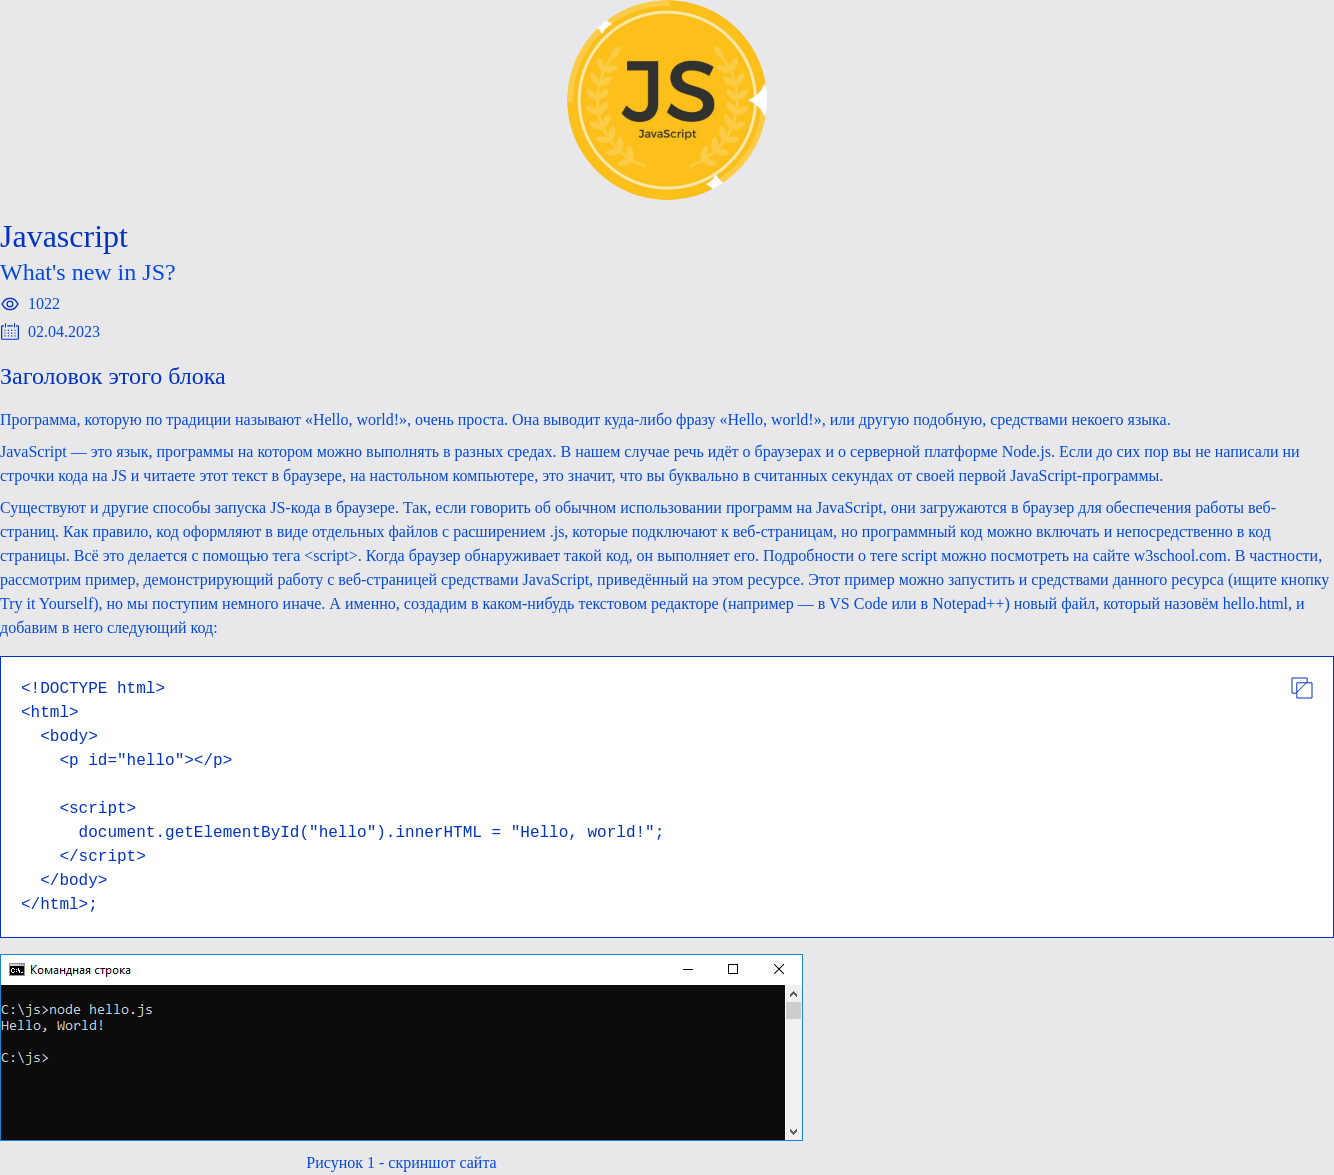 JS
JavaScript
Javascript
What's new in JS?
1022
02.04.2023
Заголовок этого блока
Программа, которую по традиции называют «Hello, world!», очень проста. Она выводит куда-либо фразу «Hello, world!», или другую подобную, средствами некоего языка.
JavaScript — это язык, программы на котором можно выполнять в разных средах. В нашем случае речь идёт о браузерах и о серверной платформе Node.js. Если до сих пор вы не написали ни
строчки кода на JS и читаете этот текст в браузере, на настольном компьютере, это значит, что вы буквально в считанных секундах от своей первой JavaScript-программы.
Существуют и другие способы запуска JS-кода в браузере. Так, если говорить об обычном использовании программ на JavaScript, они загружаются в браузер для обеспечения работы веб-
страниц. Как правило, код оформляют в виде отдельных файлов с расширением .js, которые подключают к веб-страницам, но программный код можно включать и непосредственно в код
страницы. Всё это делается с помощью тега <script>. Когда браузер обнаруживает такой код, он выполняет его. Подробности о теге script можно посмотреть на сайте w3school.com. В частности,
рассмотрим пример, демонстрирующий работу с веб-страницей средствами JavaScript, приведённый на этом ресурсе. Этот пример можно запустить и средствами данного ресурса (ищите кнопку
Try it Yourself), но мы поступим немного иначе. А именно, создадим в каком-нибудь текстовом редакторе (например — в VS Code или в Notepad++) новый файл, который назовём hello.html, и
добавим в него следующий код:
<!DOCTYPE html>
<html>
  <body>
    <p id="hello"></p>

    <script>
      document.getElementById("hello").innerHTML = "Hello, world!";
    </script>
  </body>
</html>;
C:\. Командная строка
C:\js>node hello.js
Hello, World!
C:\js>
Рисунок 1 - скриншот сайта